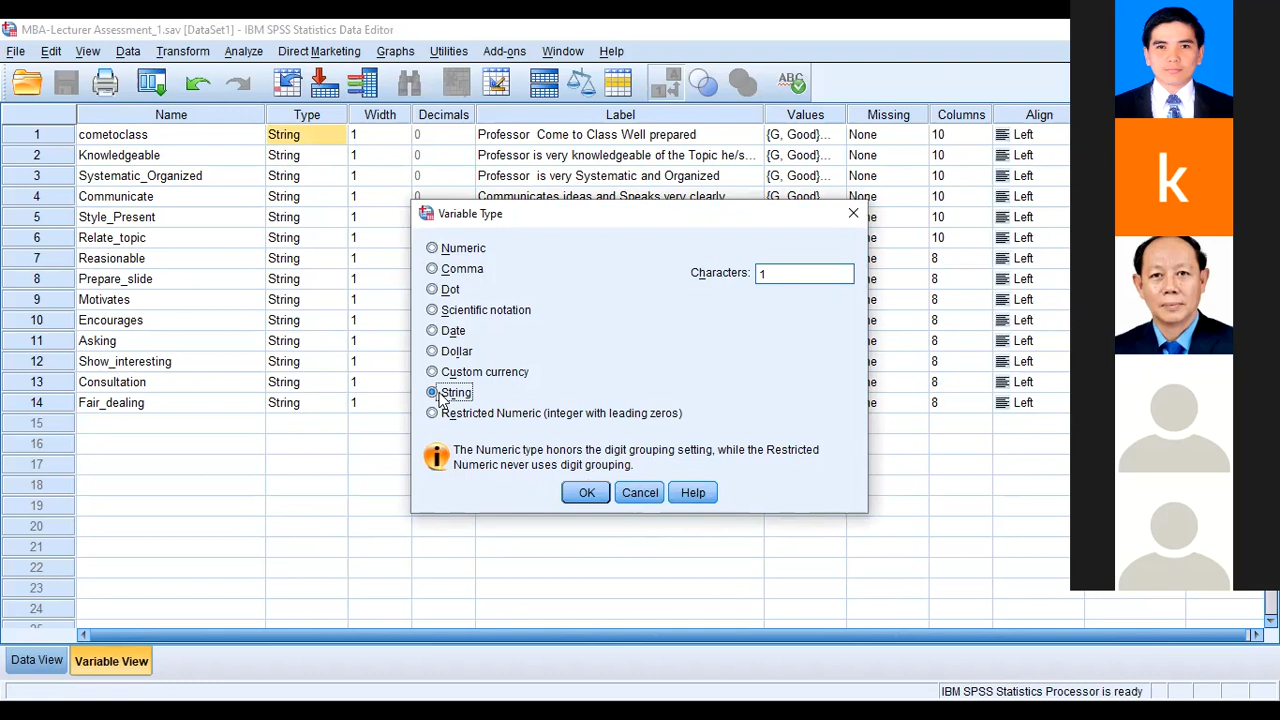 MBA-Lecturer Assessment_1.sav [DataSet1] - IBM SPSS Statistics Data Editor
File Edit View Data Transform Analyze Direct Marketing Graphs Utilities Add-ons Window Help
Name Type Width Decimals Label Values Missing Columns Align
1 cometoclass String 1 0 Professor Come to Class Well prepared {G, Good}... None 10 Left
2 Knowledgeable String 1 0 Professor is very knowledgeable of the Topic he/s... {G, Good}... None 10 Left
3 Systematic_Organized String 1 0 Professor is very Systematic and Organized {G, Good}... None 10 Left
4 Communicate String 1 0 Communicates ideas and Speaks very clearly {G, Good}... None 10 Left
5 Style_Present String 1 10 Left
6 Relate_topic String 1 10 Left
7 Reasionable String 1 8 Left
8 Prepare_slide String 1 8 Left
9 Motivates String 1 8 Left
10 Encourages String 1 8 Left
11 Asking String 1 8 Left
12 Show_interesting String 1 8 Left
13 Consultation String 1 8 Left
14 Fair_dealing String 1 8 Left
15
16
17
18
19
20
21
22
23
24
Variable Type
Numeric
Comma
Characters: 1
Dot
Scientific notation
Date
Dollar
Custom currency
String
Restricted Numeric (integer with leading zeros)
The Numeric type honors the digit grouping setting, while the Restricted
Numeric never uses digit grouping.
OK Cancel Help
Data View Variable View
IBM SPSS Statistics Processor is ready
ABC
k